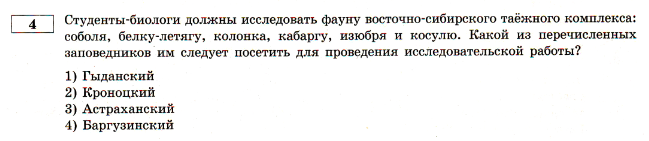 4
Студенты-биологи должны исследовать фауну восточно-сибирского таёжного комплекса:
соболя, белку-летягу, колонка, кабаргу, изюбря и косулю. Какой из перечисленных
заповедников им следует посетить для проведения исследовательской работы?
1) Гыданский
2) Кроноцкий
3) Астраханский
4) Баргузинский